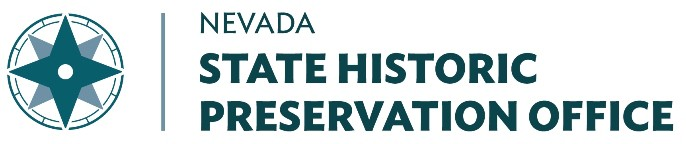 NEVADA
STATE HISTORIC
PRESERVATION OFFICE